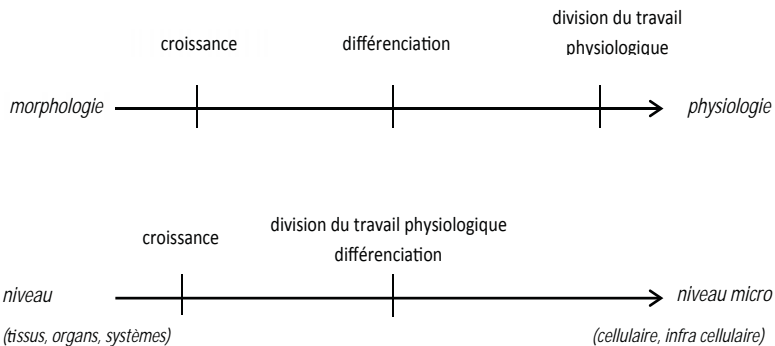 division du travail
physiologique
croissance
différenciation
morphologie
physiologie
croissance
division du travail physiologique
différenciation
niveau
niveau micro
(tissus, organs, systèmes)
(cellulaire, infra cellulaire)